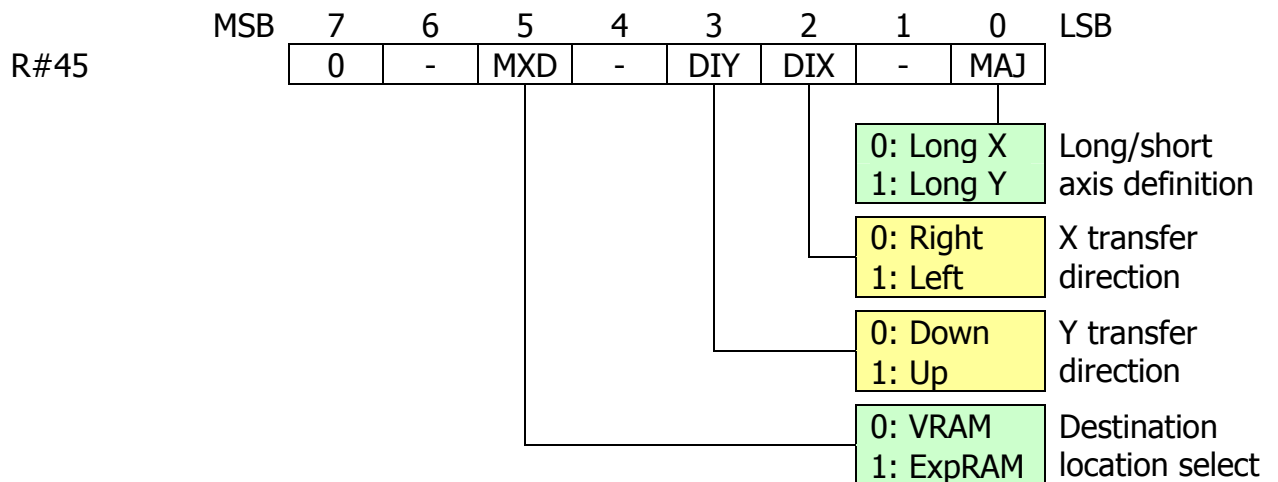 MSB 7 6 5 4 3 2 1 0 LSB
R#45 0 - MXD - DIY DIX - MAJ
0: Long X Long/short
1: Long Y axis definition
0: Right X transfer
1: Left direction
0: Down Y transfer
1: Up direction
0: VRAM Destination
1: ExpRAM location select